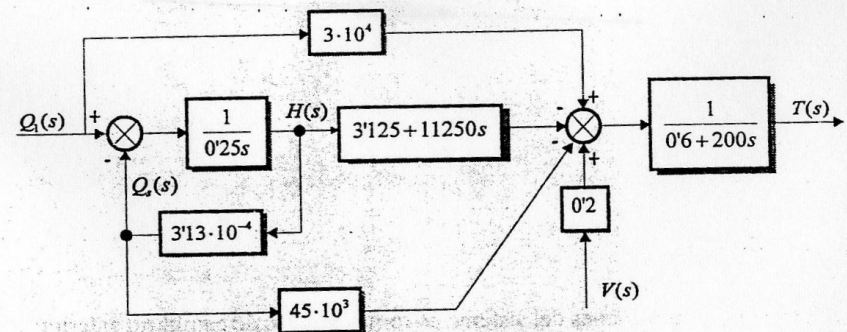 3·10⁴
Q₁(s)
+
-
1
0'25s
H(s)
3'125+11250s
+
-
-
+
1
0'6+200s
T(s)
Qₛ(s)
3'13·10⁻⁴
0'2
45·10³
V(s)